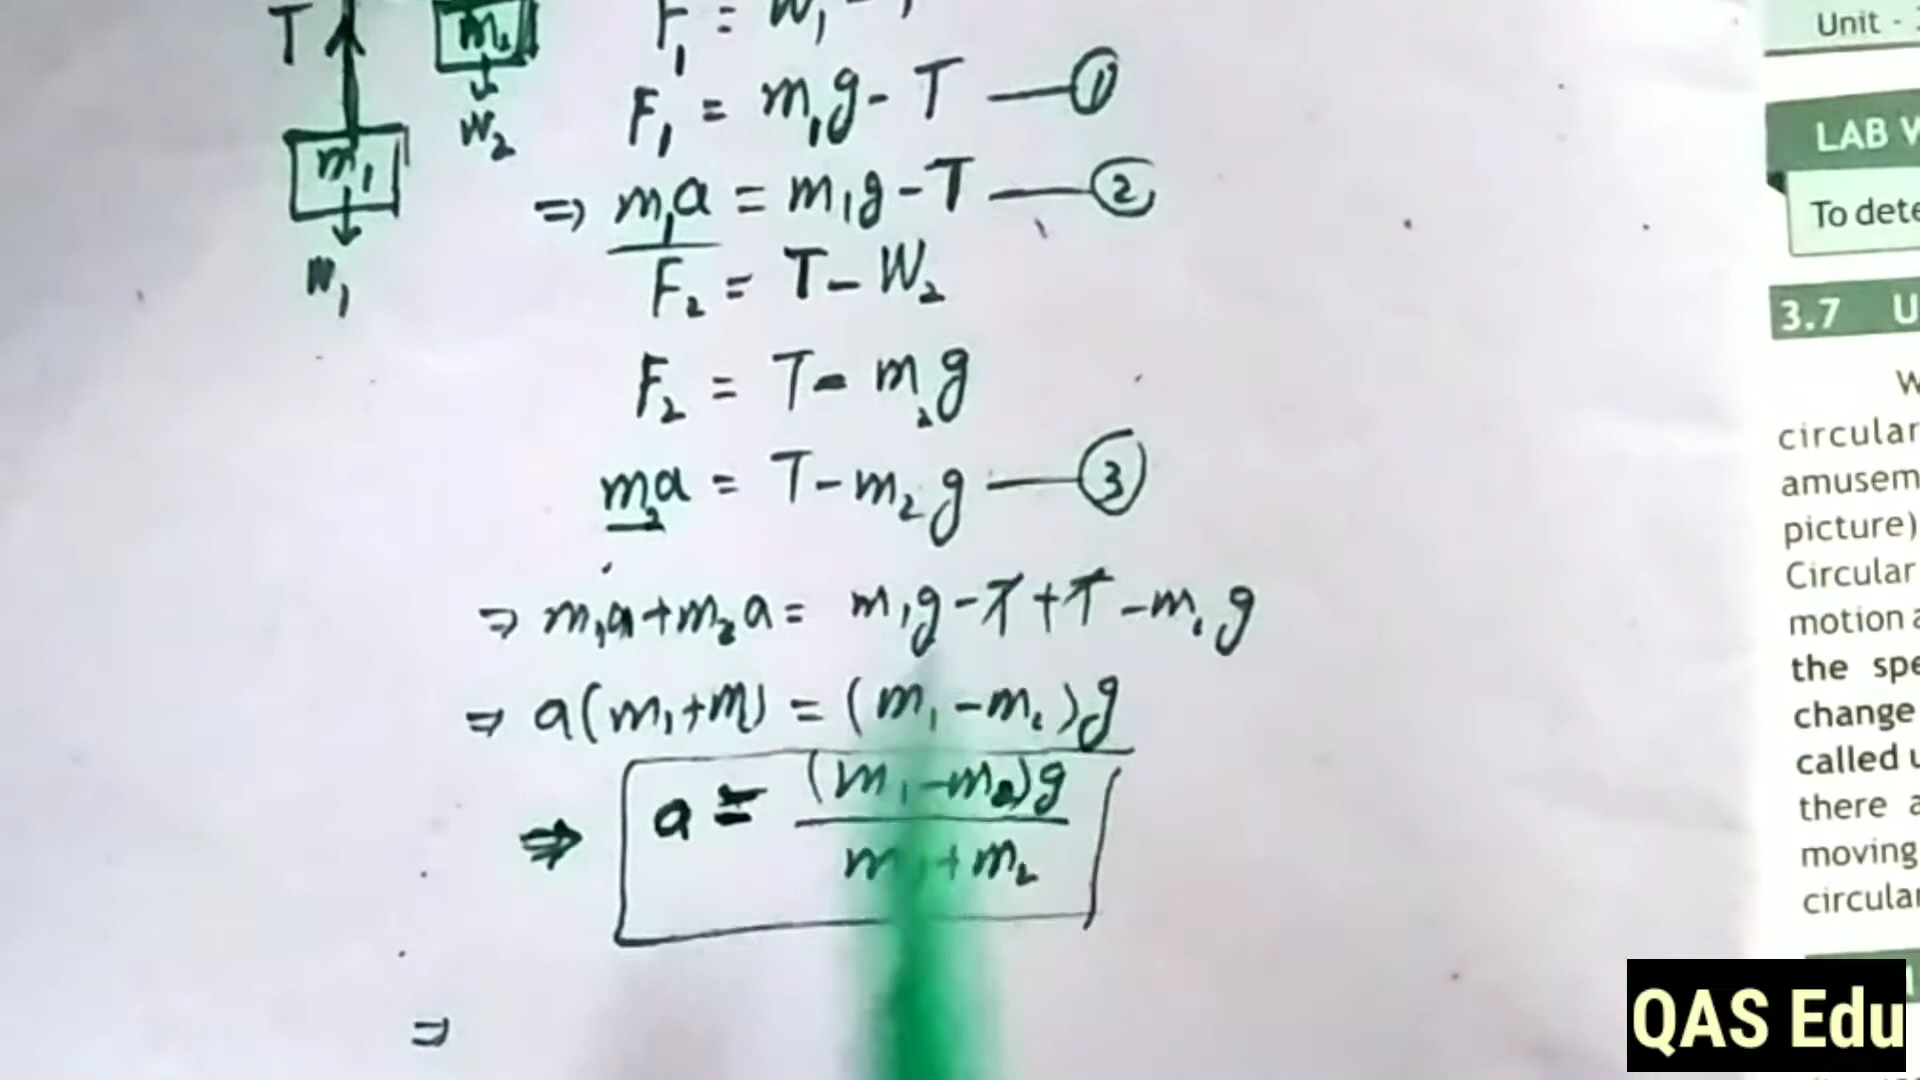 T
m₂
W₂
m₁
W₁
F₁ = W₁ - T
F₁ = m₁g - T —①
⇒ m₁a = m₁g - T —②
F₂ = T - W₂
F₂ = T - m₂g
m₂a = T - m₂g —③
⇒ m₁a + m₂a = m₁g - T + T - m₂g
⇒ a(m₁+m) = (m₁ - m₂)g
⇒ a = (m₁ - m₂)g / m₁ + m₂
⇒
Unit -
LAB
To dete
3.7 U
W
circular
amusem
picture)
Circular
motion a
the spe
change
called u
there a
moving
circular
QAS Edu